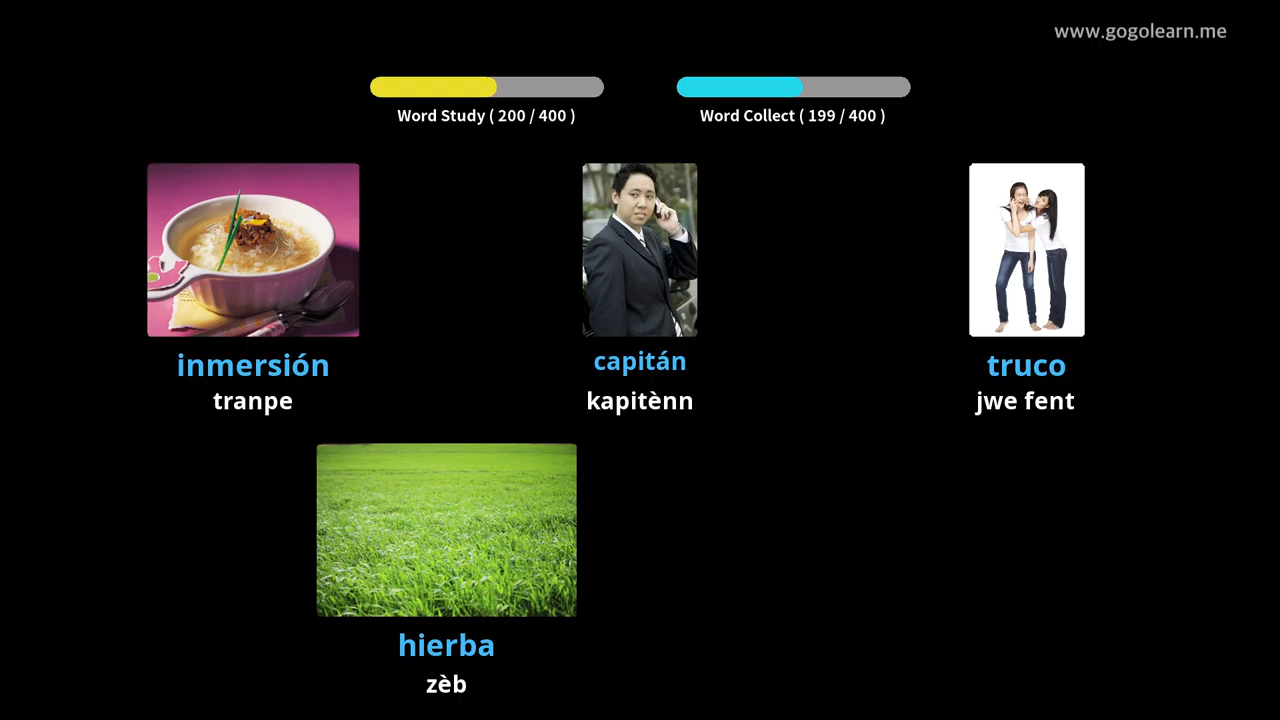 www.gogolearn.me
Word Study ( 200 / 400 )
Word Collect ( 199 / 400 )
inmersión
tranpe
capitán
kapitènn
truco
jwe fent
hierba
zèb